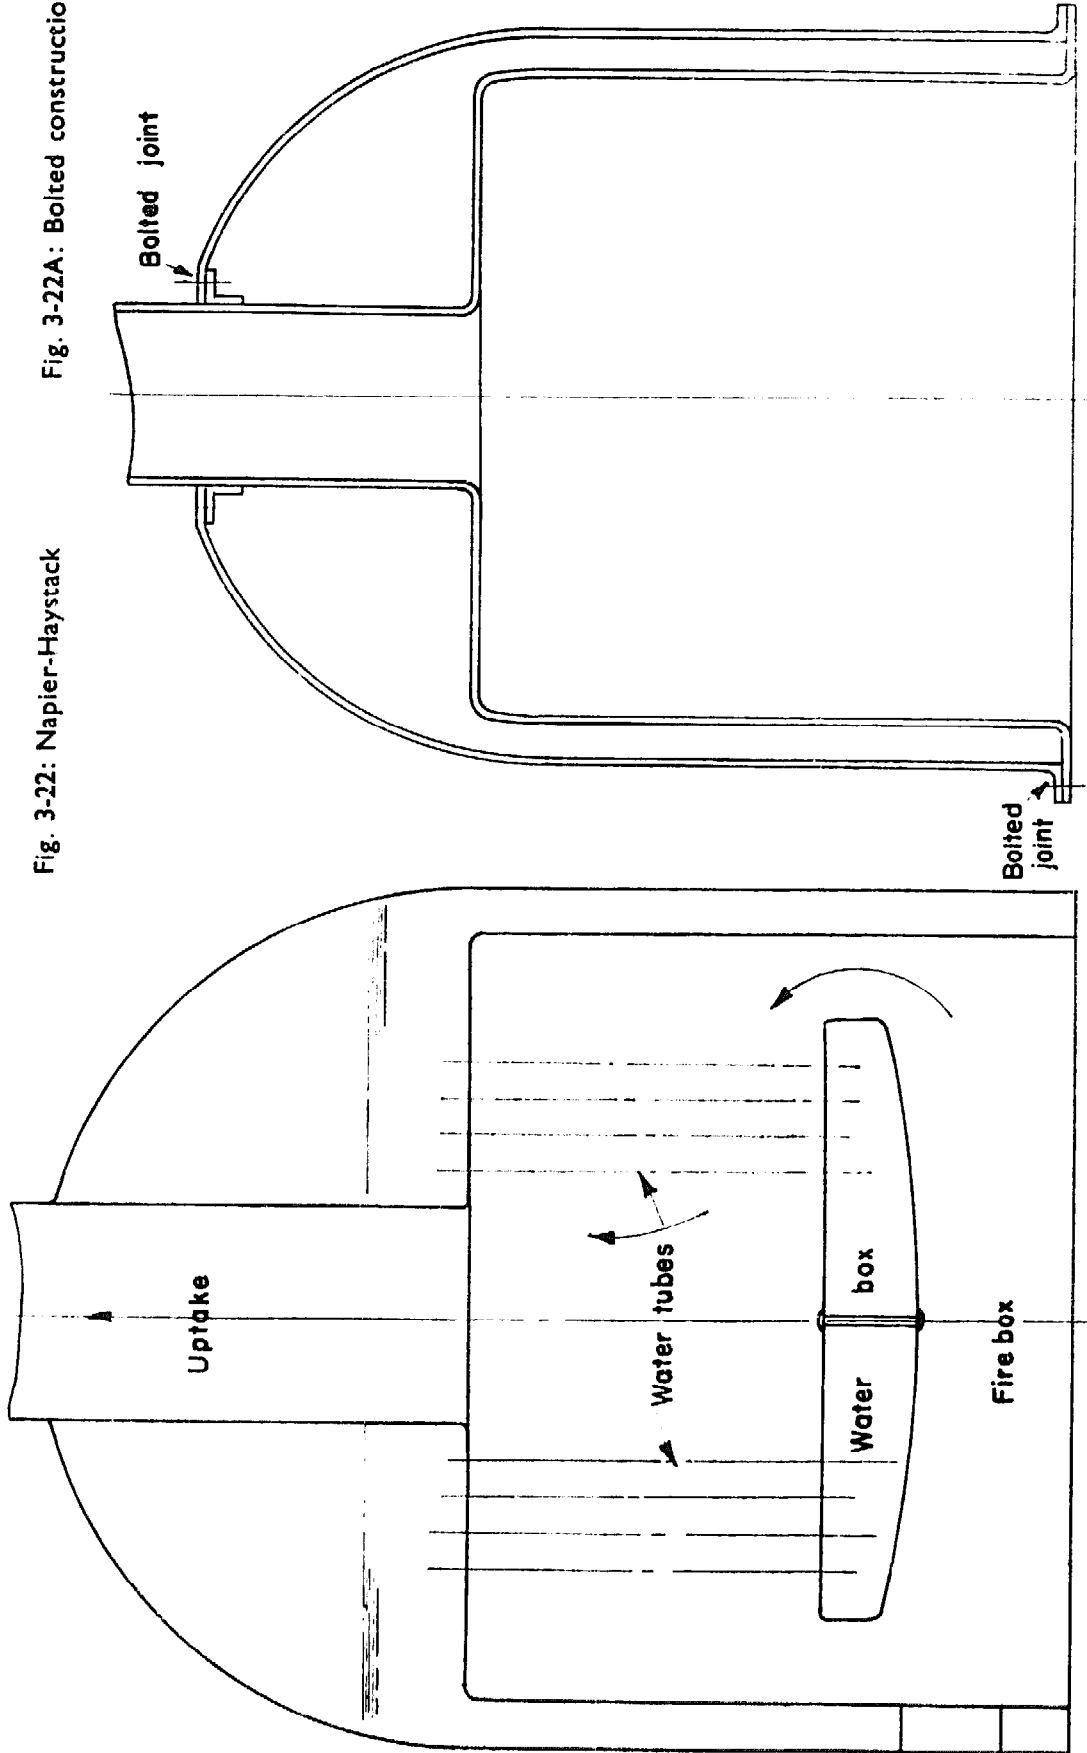 Fig. 3-22: Napier-Haystack
Uptake
Water tubes
Water box
Fire box
Fig. 3-22A: Bolted constructio
Bolted joint
Bolted
joint